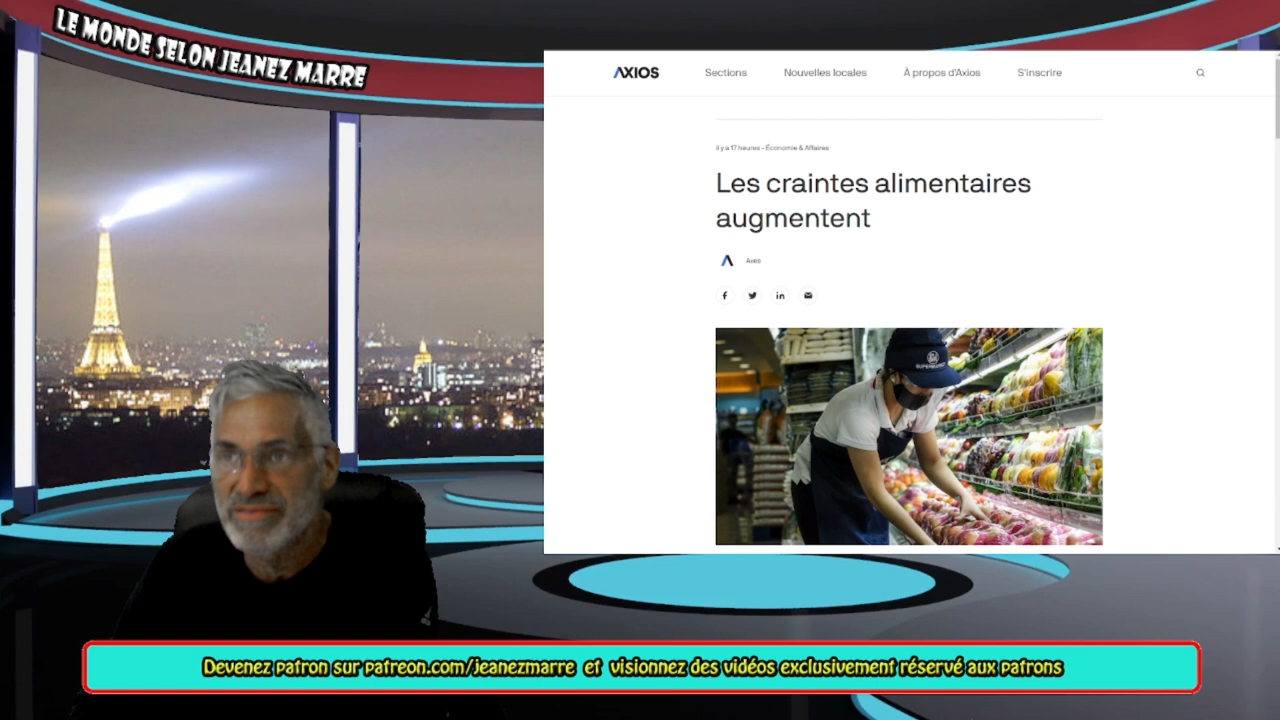 LE MONDE SELON JEANEZ MARRE
AXIOS
Sections
Nouvelles locales
À propos d'Axios
S'inscrire
il y a 17 heures - Économie & Affaires
Les craintes alimentaires
augmentent
Axios
Devenez patron sur patreon.com/jeanezmarre et visionnez des vidéos exclusivement réservé aux patrons